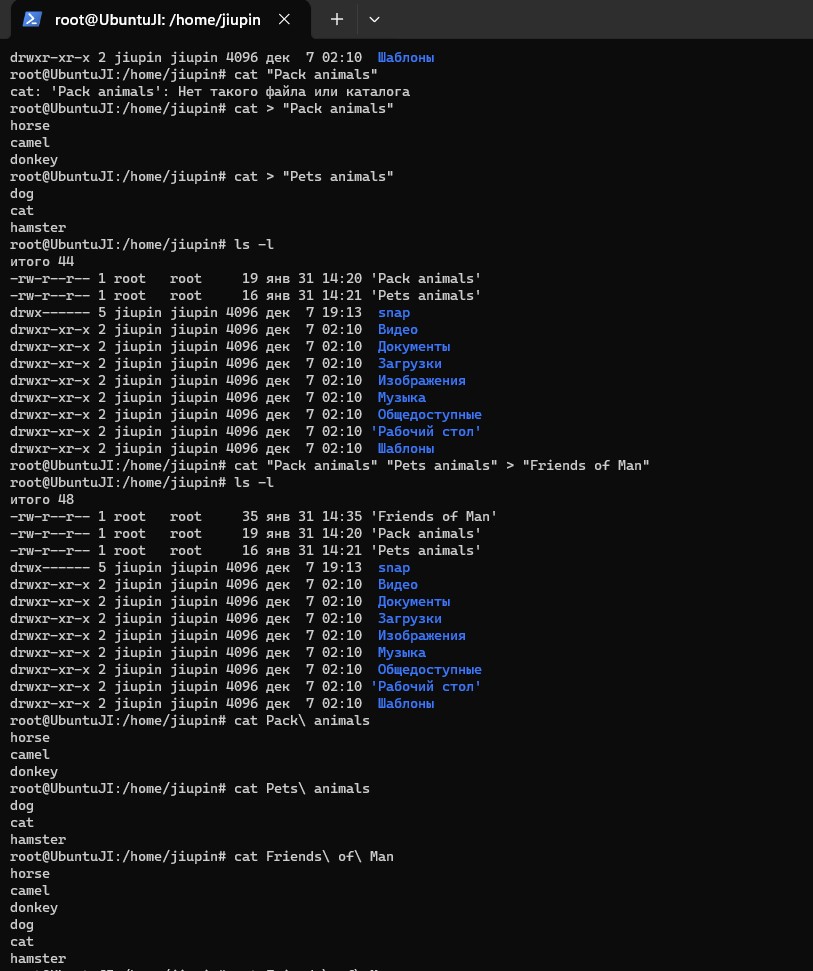 root@UbuntuJI: /home/jiupin
drwxr-xr-x 2 jiupin jiupin 4096 дек  7 02:10  Шаблоны
root@UbuntuJI:/home/jiupin# cat "Pack animals"
cat: 'Pack animals': Нет такого файла или каталога
root@UbuntuJI:/home/jiupin# cat > "Pack animals"
horse
camel
donkey
root@UbuntuJI:/home/jiupin# cat > "Pets animals"
dog
cat
hamster
root@UbuntuJI:/home/jiupin# ls -l
итого 44
-rw-r--r-- 1 root   root     19 янв 31 14:20 'Pack animals'
-rw-r--r-- 1 root   root     16 янв 31 14:21 'Pets animals'
drwx------ 5 jiupin jiupin 4096 дек  7 19:13  snap
drwxr-xr-x 2 jiupin jiupin 4096 дек  7 02:10  Видео
drwxr-xr-x 2 jiupin jiupin 4096 дек  7 02:10  Документы
drwxr-xr-x 2 jiupin jiupin 4096 дек  7 02:10  Загрузки
drwxr-xr-x 2 jiupin jiupin 4096 дек  7 02:10  Изображения
drwxr-xr-x 2 jiupin jiupin 4096 дек  7 02:10  Музыка
drwxr-xr-x 2 jiupin jiupin 4096 дек  7 02:10  Общедоступные
drwxr-xr-x 2 jiupin jiupin 4096 дек  7 02:10 'Рабочий стол'
drwxr-xr-x 2 jiupin jiupin 4096 дек  7 02:10  Шаблоны
root@UbuntuJI:/home/jiupin# cat "Pack animals" "Pets animals" > "Friends of Man"
root@UbuntuJI:/home/jiupin# ls -l
итого 48
-rw-r--r-- 1 root   root     35 янв 31 14:35 'Friends of Man'
-rw-r--r-- 1 root   root     19 янв 31 14:20 'Pack animals'
-rw-r--r-- 1 root   root     16 янв 31 14:21 'Pets animals'
drwx------ 5 jiupin jiupin 4096 дек  7 19:13  snap
drwxr-xr-x 2 jiupin jiupin 4096 дек  7 02:10  Видео
drwxr-xr-x 2 jiupin jiupin 4096 дек  7 02:10  Документы
drwxr-xr-x 2 jiupin jiupin 4096 дек  7 02:10  Загрузки
drwxr-xr-x 2 jiupin jiupin 4096 дек  7 02:10  Изображения
drwxr-xr-x 2 jiupin jiupin 4096 дек  7 02:10  Музыка
drwxr-xr-x 2 jiupin jiupin 4096 дек  7 02:10  Общедоступные
drwxr-xr-x 2 jiupin jiupin 4096 дек  7 02:10 'Рабочий стол'
drwxr-xr-x 2 jiupin jiupin 4096 дек  7 02:10  Шаблоны
root@UbuntuJI:/home/jiupin# cat Pack\ animals
horse
camel
donkey
root@UbuntuJI:/home/jiupin# cat Pets\ animals
dog
cat
hamster
root@UbuntuJI:/home/jiupin# cat Friends\ of\ Man
horse
camel
donkey
dog
cat
hamster